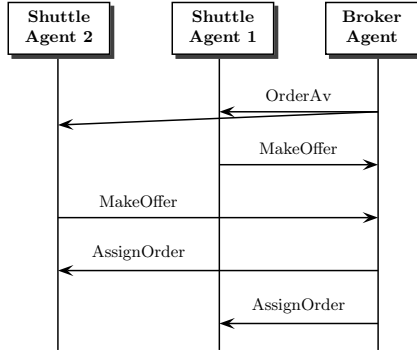 Shuttle
Agent 2
Shuttle
Agent 1
Broker
Agent
OrderAv
MakeOffer
MakeOffer
AssignOrder
AssignOrder